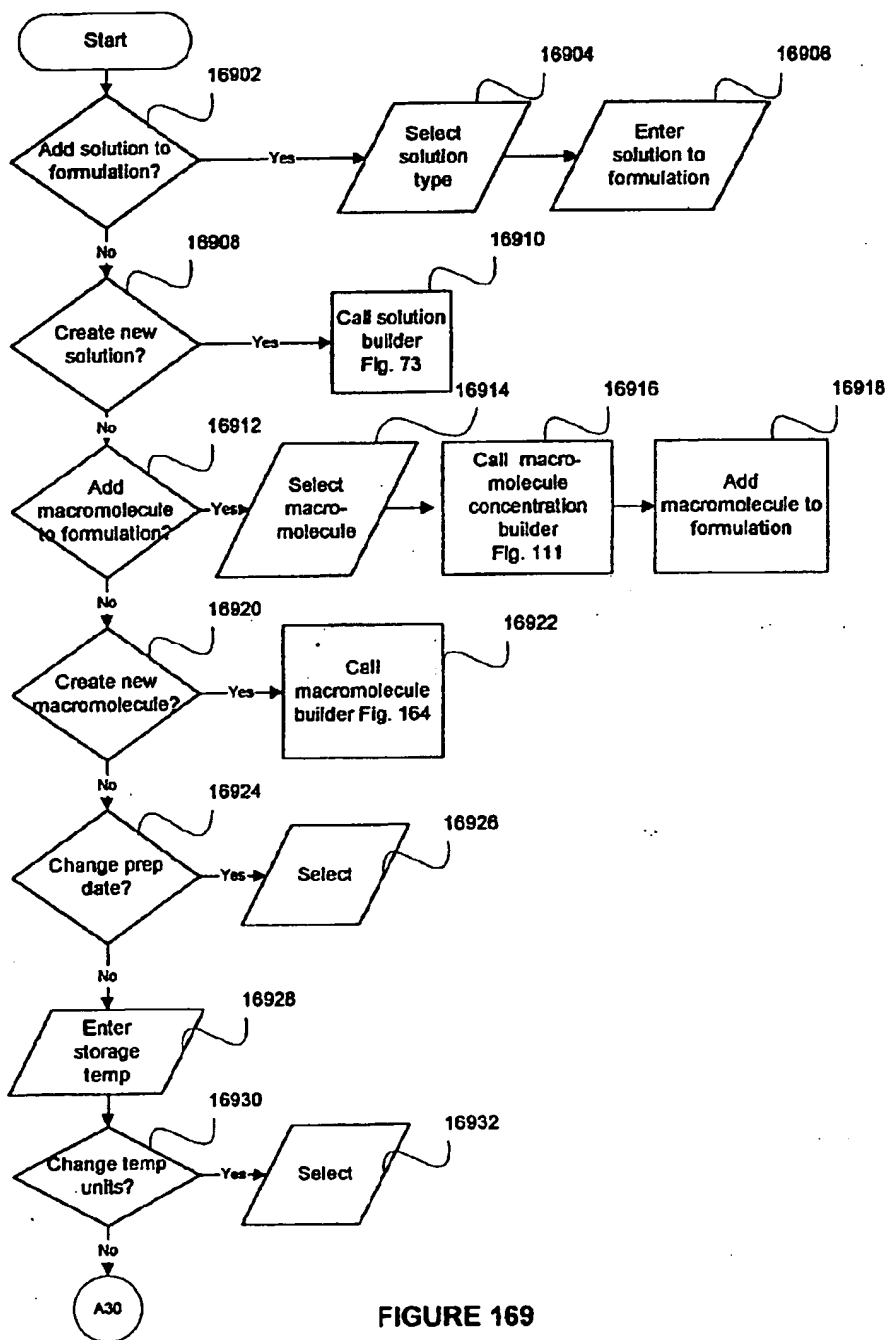 Start
16902
16904
16906
Add solution to
formulation?
Yes
Select
solution
type
Enter
solution to
formulation
No
16908
16910
Create new
solution?
Yes
Call solution
builder
Fig. 73
No
16912
16914
16916
16918
Add
macromolecule
to formulation?
Yes
Select
macro-
molecule
Call macro-
molecule
concentration
builder
Fig. 111
Add
macromolecule to
formulation
No
16920
16922
Create new
macromolecule?
Yes
Call
macromolecule
builder Fig. 164
No
16924
16926
Change prep
date?
Yes
Select
No
16928
Enter
storage
temp
16930
16932
Change temp
units?
Yes
Select
No
A30
FIGURE 169